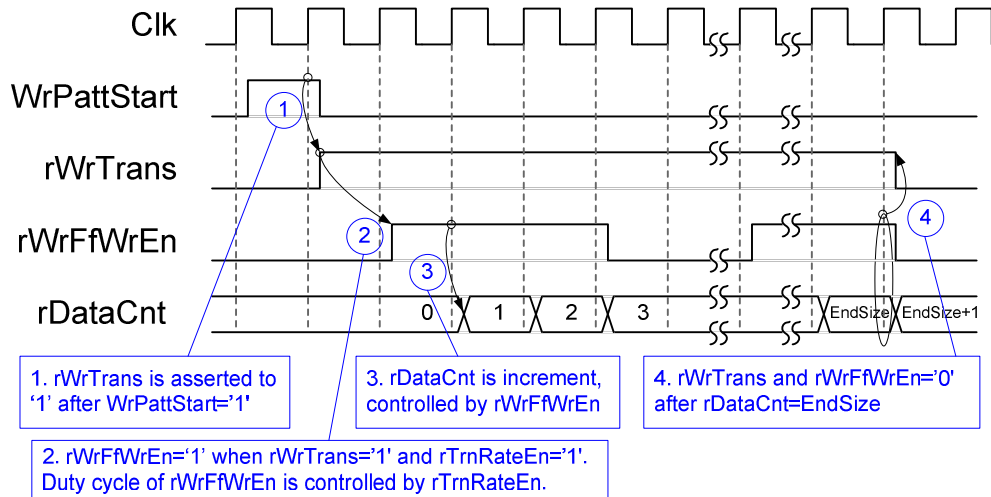 Clk
WrPattStart
1
rWrTrans
rWrFfWrEn
2
4
3
rDataCnt
0
1
2
3
EndSize
EndSize+1
1. rWrTrans is asserted to
‘1’ after WrPattStart=’1'
3. rDataCnt is increment,
controlled by rWrFfWrEn
4. rWrTrans and rWrFfWrEn=’0'
after rDataCnt=EndSize
2. rWrFfWrEn=‘1’ when rWrTrans=’1' and rTrnRateEn=’1'.
Duty cycle of rWrFfWrEn is controlled by rTrnRateEn.